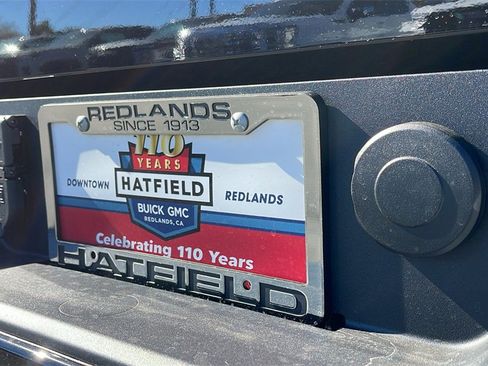 REDLANDS
SINCE 1913
110
YEARS
DOWNTOWN HATFIELD REDLANDS
BUICK GMC
REDLANDS, CA
Celebrating 110 Years
HATFIELD